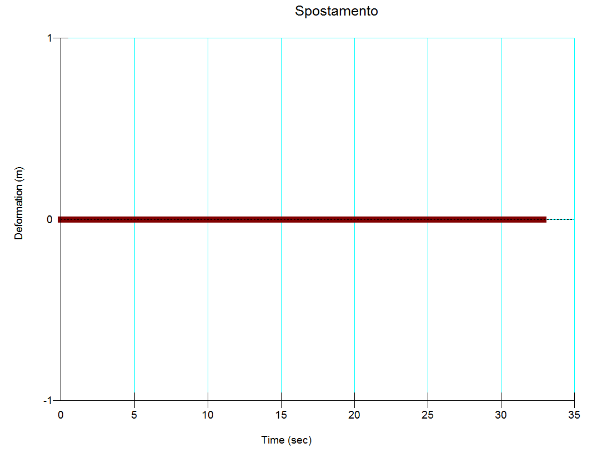 Spostamento
1
0
-1
Deformation (m)
0 5 10 15 20 25 30 35
Time (sec)